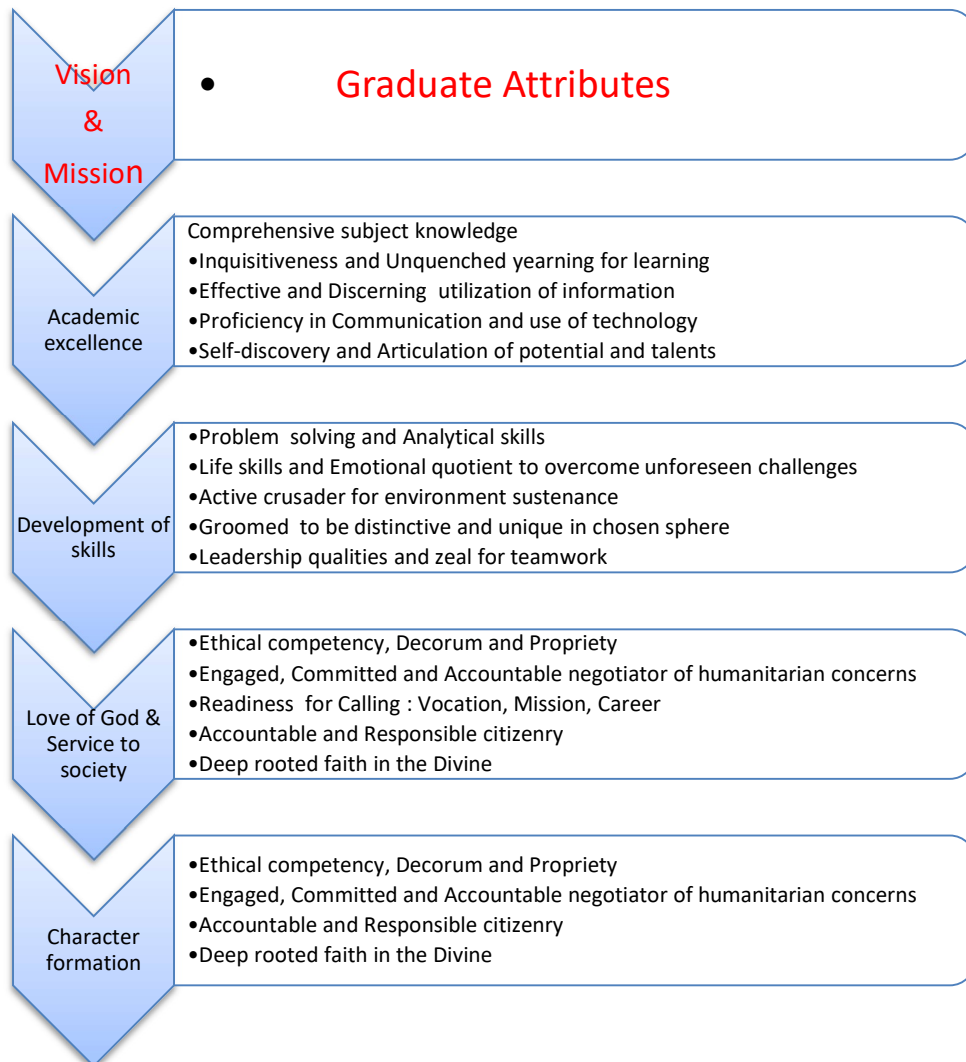 Vision
&
Mission
• Graduate Attributes
Academic
excellence
Comprehensive subject knowledge
•Inquisitiveness and Unquenched yearning for learning
•Effective and Discerning utilization of information
•Proficiency in Communication and use of technology
•Self-discovery and Articulation of potential and talents
Development of
skills
•Problem solving and Analytical skills
•Life skills and Emotional quotient to overcome unforeseen challenges
•Active crusader for environment sustenance
•Groomed to be distinctive and unique in chosen sphere
•Leadership qualities and zeal for teamwork
Love of God &
Service to
society
•Ethical competency, Decorum and Propriety
•Engaged, Committed and Accountable negotiator of humanitarian concerns
•Readiness for Calling : Vocation, Mission, Career
•Accountable and Responsible citizenry
•Deep rooted faith in the Divine
Character
formation
•Ethical competency, Decorum and Propriety
•Engaged, Committed and Accountable negotiator of humanitarian concerns
•Accountable and Responsible citizenry
•Deep rooted faith in the Divine